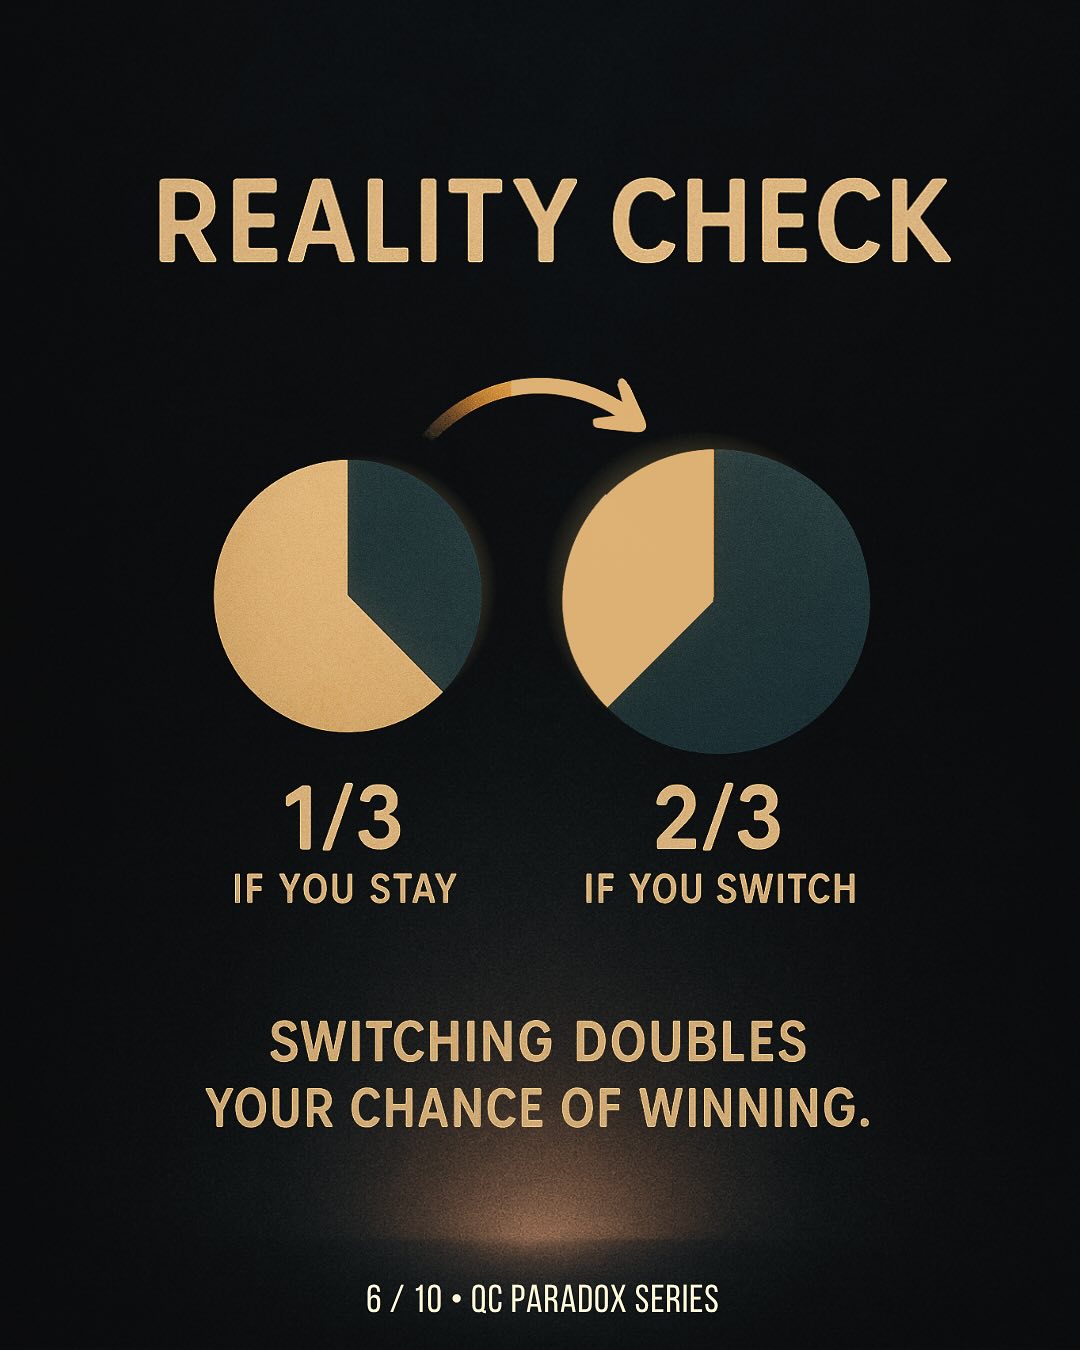 REALITY CHECK
1/3
IF YOU STAY
2/3
IF YOU SWITCH
SWITCHING DOUBLES
YOUR CHANCE OF WINNING.
6 / 10 • QC PARADOX SERIES